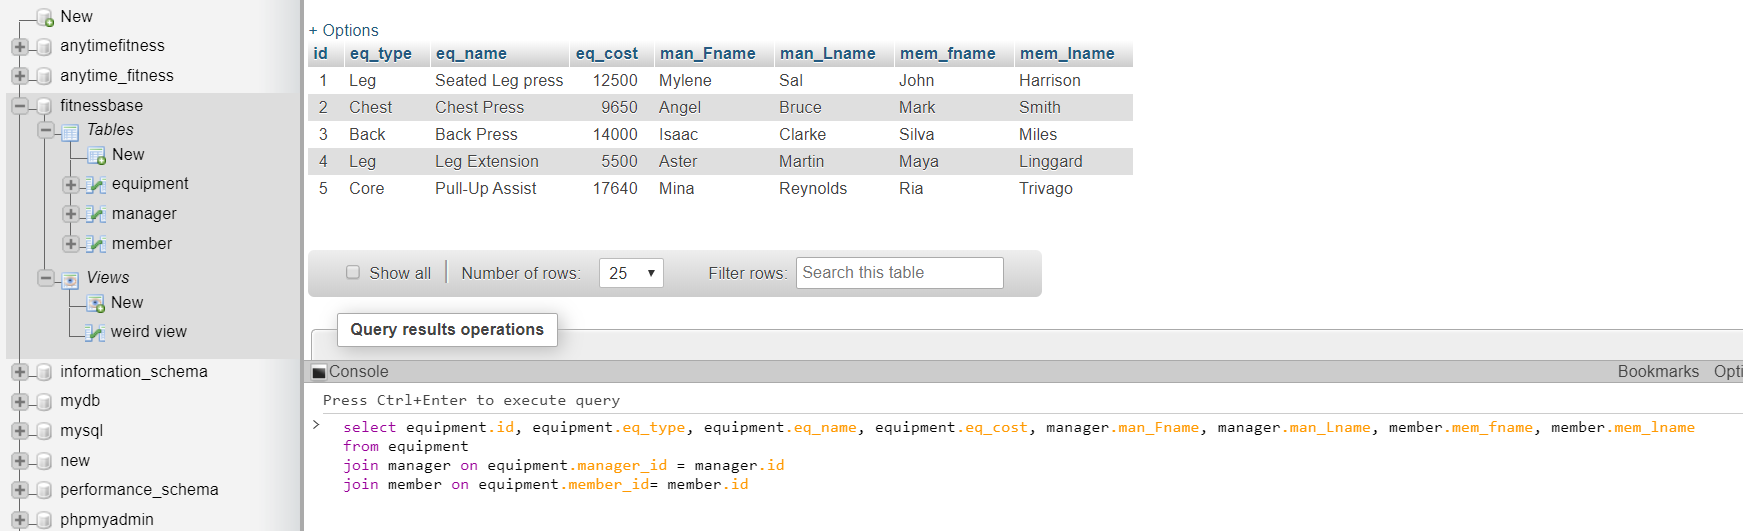 New
anytimefitness
anytime_fitness
fitnessbase
Tables
New
equipment
manager
member
Views
New
weird view
information_schema
mydb
mysql
new
performance_schema
phpmyadmin
+ Options
id eq_type eq_name eq_cost man_Fname man_Lname mem_fname mem_lname
1 Leg Seated Leg press 12500 Mylene Sal John Harrison
2 Chest Chest Press 9650 Angel Bruce Mark Smith
3 Back Back Press 14000 Isaac Clarke Silva Miles
4 Leg Leg Extension 5500 Aster Martin Maya Linggard
5 Core Pull-Up Assist 17640 Mina Reynolds Ria Trivago
Show all Number of rows: 25 Filter rows: Search this table
Query results operations
Console Bookmarks Opti
Press Ctrl+Enter to execute query
> select equipment.id, equipment.eq_type, equipment.eq_name, equipment.eq_cost, manager.man_Fname, manager.man_Lname, member.mem_fname, member.mem_lname
from equipment
join manager on equipment.manager_id = manager.id
join member on equipment.member_id= member.id